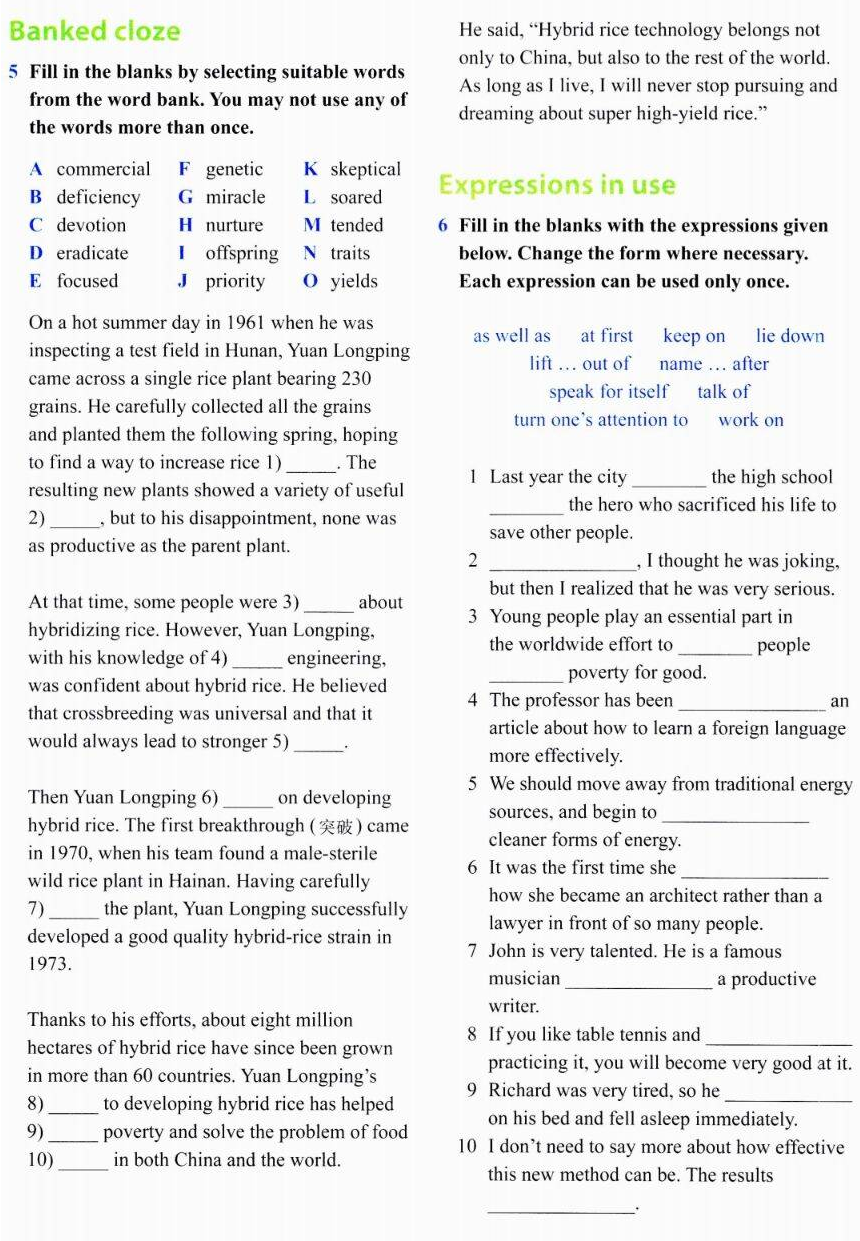 Banked cloze
5 Fill in the blanks by selecting suitable words
from the word bank. You may not use any of
the words more than once.
A commercial F genetic K skeptical
B deficiency G miracle L soared
C devotion H nurture M tended
D eradicate I offspring N traits
E focused J priority O yields
On a hot summer day in 1961 when he was
inspecting a test field in Hunan, Yuan Longping
came across a single rice plant bearing 230
grains. He carefully collected all the grains
and planted them the following spring, hoping
to find a way to increase rice 1) _____. The
resulting new plants showed a variety of useful
2) _____, but to his disappointment, none was
as productive as the parent plant.
At that time, some people were 3) _____ about
hybridizing rice. However, Yuan Longping,
with his knowledge of 4) _____ engineering,
was confident about hybrid rice. He believed
that crossbreeding was universal and that it
would always lead to stronger 5) _____.
Then Yuan Longping 6) _____ on developing
hybrid rice. The first breakthrough (突破) came
in 1970, when his team found a male-sterile
wild rice plant in Hainan. Having carefully
7) _____ the plant, Yuan Longping successfully
developed a good quality hybrid-rice strain in
1973.
Thanks to his efforts, about eight million
hectares of hybrid rice have since been grown
in more than 60 countries. Yuan Longping's
8) _____ to developing hybrid rice has helped
9) _____ poverty and solve the problem of food
10) _____ in both China and the world.
He said, "Hybrid rice technology belongs not
only to China, but also to the rest of the world.
As long as I live, I will never stop pursuing and
dreaming about super high-yield rice."
Expressions in use
6 Fill in the blanks with the expressions given
below. Change the form where necessary.
Each expression can be used only once.
as well as at first keep on lie down
lift … out of name … after
speak for itself talk of
turn one's attention to work on
1 Last year the city _______ the high school
_______ the hero who sacrificed his life to
save other people.
2 ______________, I thought he was joking,
but then I realized that he was very serious.
3 Young people play an essential part in
the worldwide effort to _______ people
_______ poverty for good.
4 The professor has been ______________ an
article about how to learn a foreign language
more effectively.
5 We should move away from traditional energy
sources, and begin to ______________
cleaner forms of energy.
6 It was the first time she ______________
how she became an architect rather than a
lawyer in front of so many people.
7 John is very talented. He is a famous
musician ______________ a productive
writer.
8 If you like table tennis and ______________
practicing it, you will become very good at it.
9 Richard was very tired, so he ____________
on his bed and fell asleep immediately.
10 I don't need to say more about how effective
this new method can be. The results
______________.